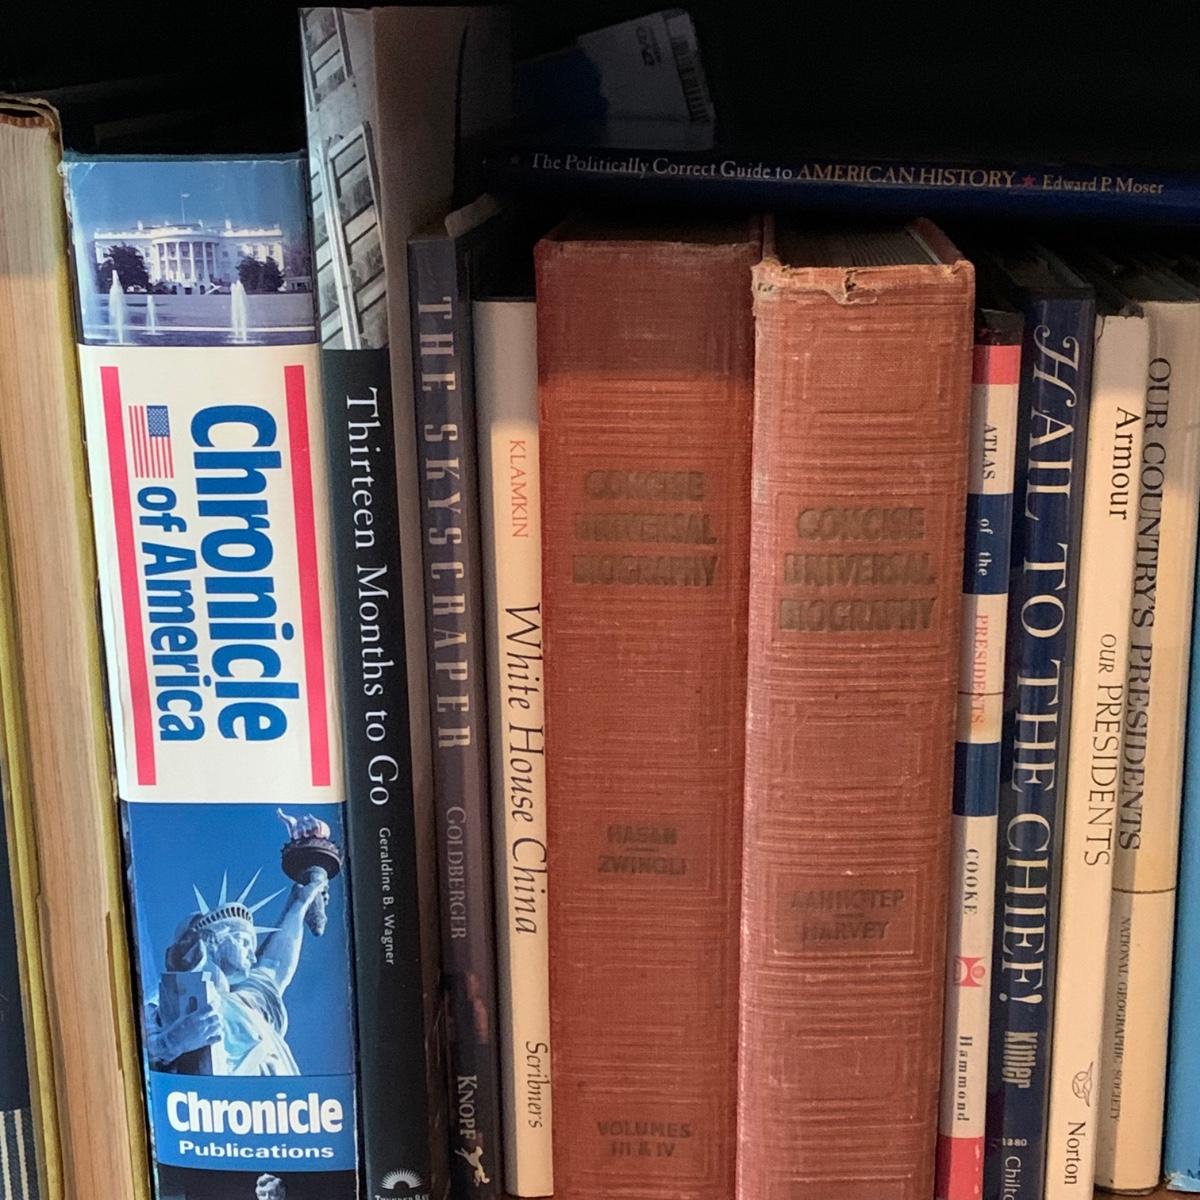 The Politically Correct Guide to AMERICAN HISTORY ★ Edward P. Moser
Chronicle
of America
Chronicle
Publications
Thirteen Months to Go
Geraldine B. Wagner
THE SKYSCRAPER
GOLDBERGER
KNOPF
KLAMKIN
White House China
Scribner's
CONCISE
UNIVERSAL
BIOGRAPHY
HASAN
ZWINGLI
VOLUMES
III & IV
CONCISE
UNIVERSAL
BIOGRAPHY
AAHHOTEP
HARVEY
ATLAS
of the
PRESIDENTS
COOKE
Hammond
HAIL TO THE CHIEF!
Kitler
Armour
OUR PRESIDENTS
Norton
OUR COUNTRY'S PRESIDENTS
NATIONAL GEOGRAPHIC SOCIETY